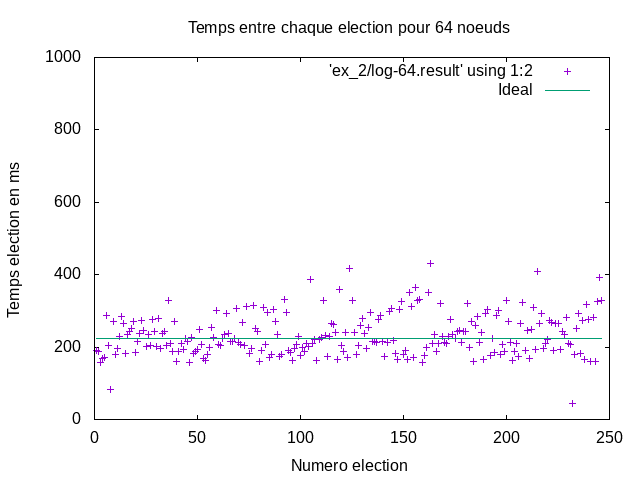 Temps entre chaque election pour 64 noeuds
'ex_2/log-64.result' using 1:2
Ideal
Temps election en ms
1000
800
600
400
200
0
0 50 100 150 200 250
Numero election